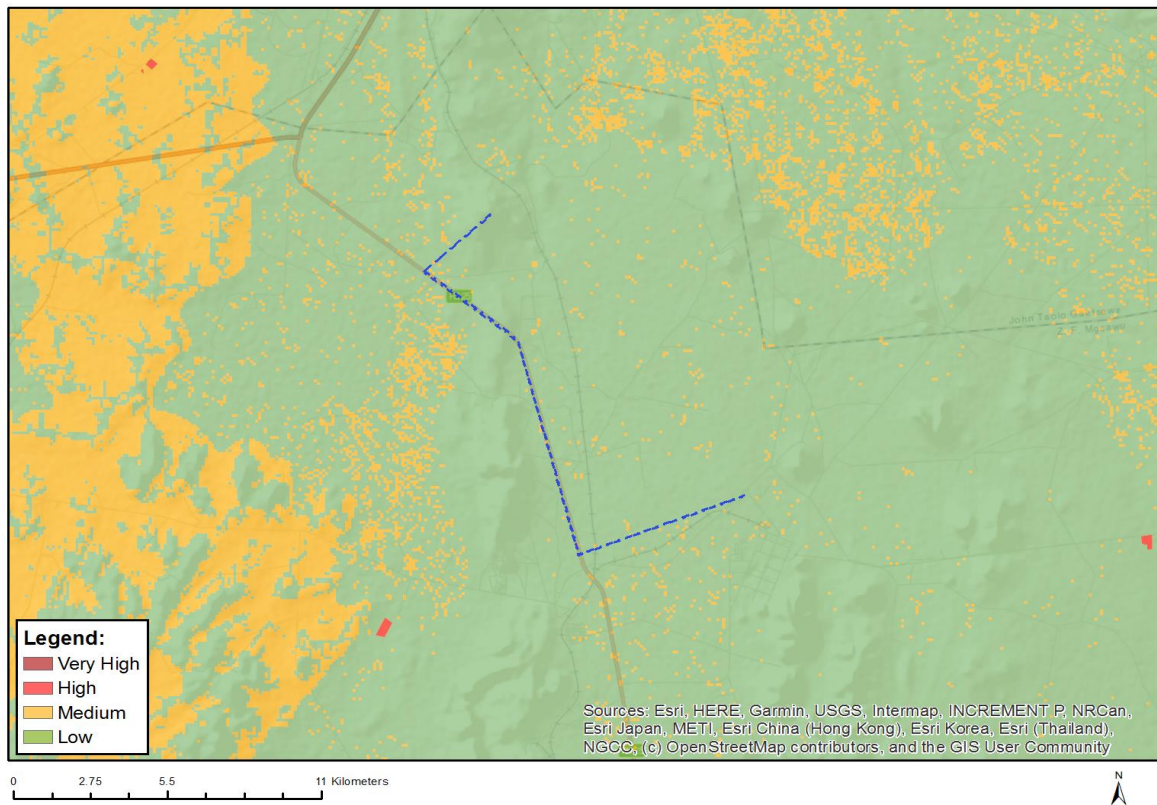 John Taolo Gaetsewe
Z. F. Mgcawu
Legend:
Very High
High
Medium
Low
Sources: Esri, HERE, Garmin, USGS, Intermap, INCREMENT P, NRCan,
Esri Japan, METI, Esri China (Hong Kong), Esri Korea, Esri (Thailand),
NGCC, (c) OpenStreetMap contributors, and the GIS User Community
0 2.75 5.5 11 Kilometers
N